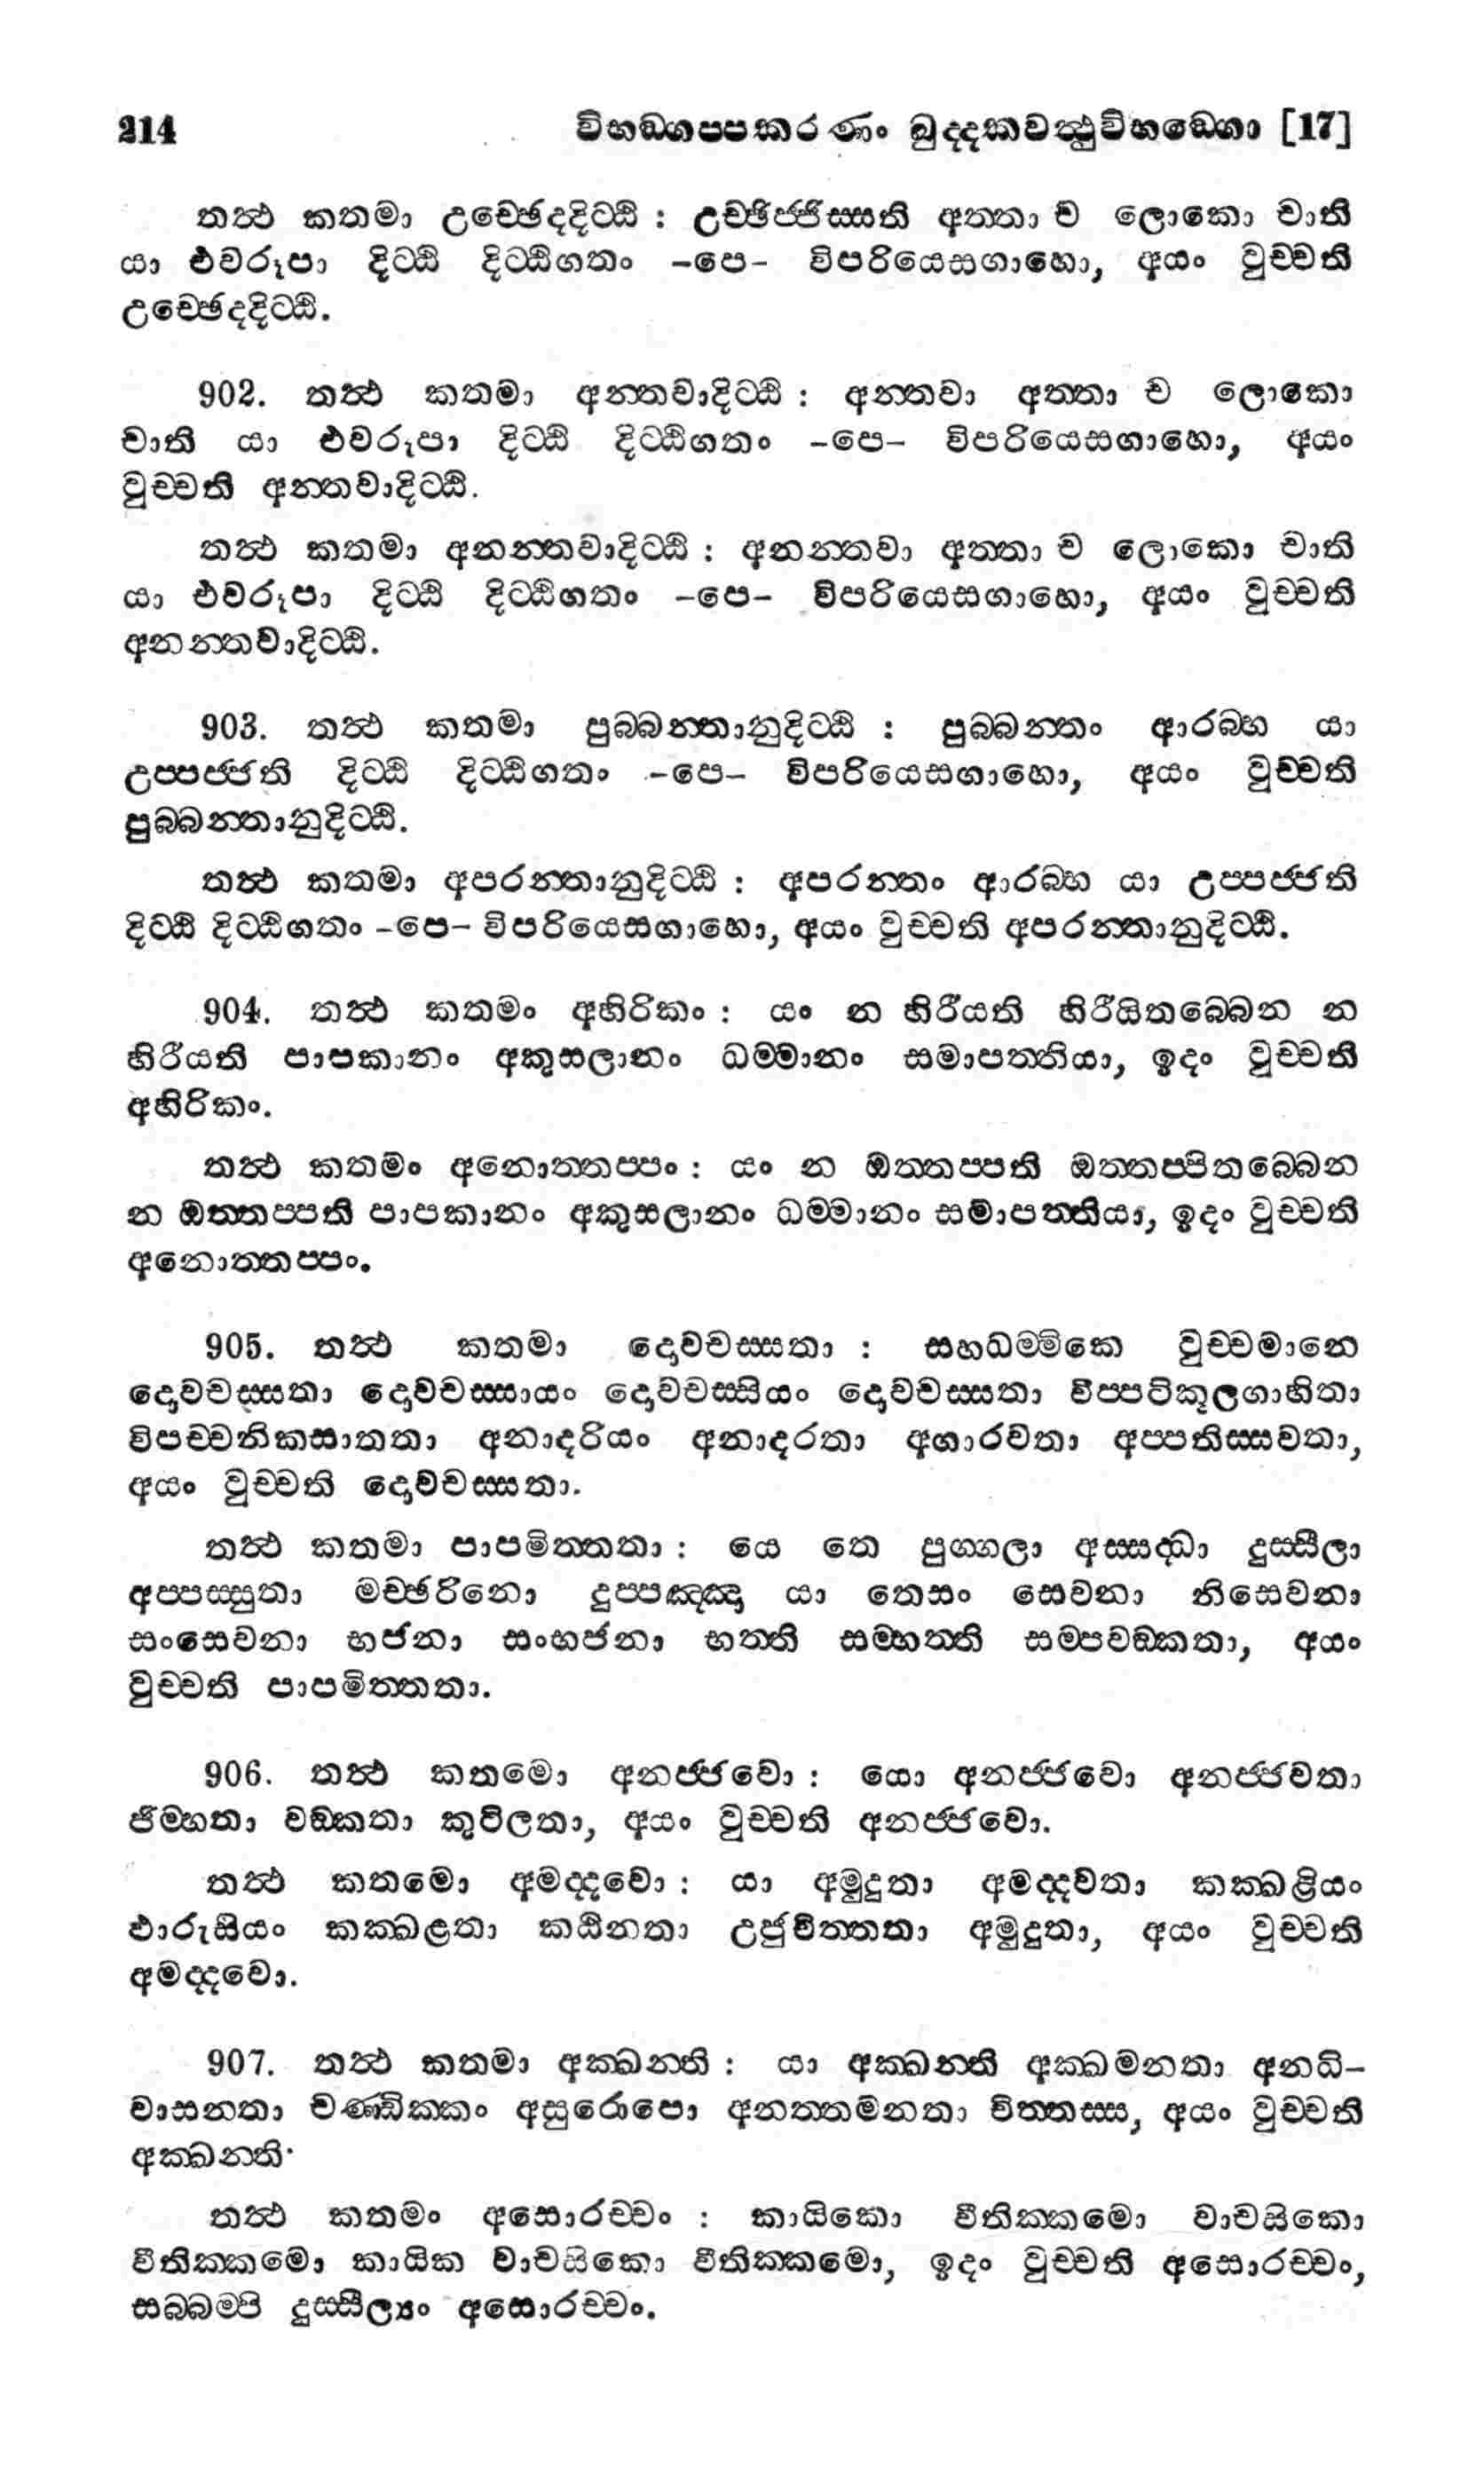 214 විභඞ්ගප්පකරණං ඛුද්දකවත්ථුවිභඞ්ගො [17]
තත්ථ කතමා උච්ඡෙදදිට්ඨි : උච්ඡිජ්ජිස්සති අත්තා ච ලොකො චාති
යා එවරූපා දිට්ඨි දිට්ඨිගතං -පෙ- විපරියෙසගාහො, අයං වුච්චති
උච්ඡෙදදිට්ඨි.
902. තත්ථ කතමා අන්තවාදිට්ඨි : අන්තවා අත්තා ච ලොකො
චාති යා එවරූපා දිට්ඨි දිට්ඨිගතං -පෙ- විපරියෙසගාහො, අයං
වුච්චති අන්තවාදිට්ඨි.
තත්ථ කතමා අනන්තවාදිට්ඨි : අනන්තවා අත්තා ච ලොකො චාති
යා එවරූපා දිට්ඨි දිට්ඨිගතං -පෙ- විපරියෙසගාහො, අයං වුච්චති
අනන්තවාදිට්ඨි.
903. තත්ථ කතමා පුබ්බන්තානුදිට්ඨි : පුබ්බන්තං ආරබ්භ යා
උප්පජ්ජති දිට්ඨි දිට්ඨිගතං -පෙ- විපරියෙසගාහො, අයං වුච්චති
පුබ්බන්තානුදිට්ඨි.
තත්ථ කතමා අපරන්තානුදිට්ඨි : අපරන්තං ආරබ්භ යා උප්පජ්ජති
දිට්ඨි දිට්ඨිගතං -පෙ- විපරියෙසගාහො, අයං වුච්චති අපරන්තානුදිට්ඨි.
904. තත්ථ කතමං අහිරිකං : යං න හිරීයති හිරීයිතබ්බෙන න
හිරීයති පාපකානං අකුසලානං ධම්මානං සමාපත්තියා, ඉදං වුච්චති
අහිරිකං.
තත්ථ කතමං අනොත්තප්පං : යං න ඔත්තප්පති ඔත්තප්පිතබ්බෙන
න ඔත්තප්පති පාපකානං අකුසලානං ධම්මානං සමාපත්තියා, ඉදං වුච්චති
අනොත්තප්පං.
905. තත්ථ කතමා දොවචස්සතා : සහධම්මිකෙ වුච්චමානෙ
දොවචස්සතා දොවචස්සායං දොවචස්සියං දොවචස්සතා විප්පටිකූලගාහිතා
විපච්චනිකසාතතා අනාදරියං අනාදරතා අගාරවතා අප්පතිස්සවතා,
අයං වුච්චති දොවචස්සතා.
තත්ථ කතමා පාපමිත්තතා : යෙ තෙ පුග්ගලා අස්සද්ධා දුස්සීලා
අප්පස්සුතා මච්ඡරිනො දුප්පඤ්ඤා යා තෙසං සෙවනා නිසෙවනා
සංසෙවනා භජනා සංභජනා භත්ති සම්භත්ති සම්පවඞ්කතා, අයං
වුච්චති පාපමිත්තතා.
906. තත්ථ කතමො අනජ්ජවො : යො අනජ්ජවො අනජ්ජවතා
ජිම්හතා වඞ්කතා කුටිලතා, අයං වුච්චති අනජ්ජවො.
තත්ථ කතමො අමද්දවො : යා අමුදුතා අමද්දවතා කක්ඛළියං
ඵාරුසියං කක්ඛළතා කඨිනතා උජුචිත්තතා අමුදුතා, අයං වුච්චති
අමද්දවො.
907. තත්ථ කතමා අක්ඛන්ති : යා අක්ඛන්ති අක්ඛමනතා අනධි-
වාසනතා චණ්ඩික්කං අසුරොපො අනත්තමනතා චිත්තස්ස, අයං වුච්චති
අක්ඛන්ති.
තත්ථ කතමං අසොරච්චං : කායිකො වීතික්කමො වාචසිකො
වීතික්කමො කායික වාචසිකො වීතික්කමො, ඉදං වුච්චති අසොරච්චං,
සබ්බම්පි දුස්සීල්‍යං අසොරච්චං.